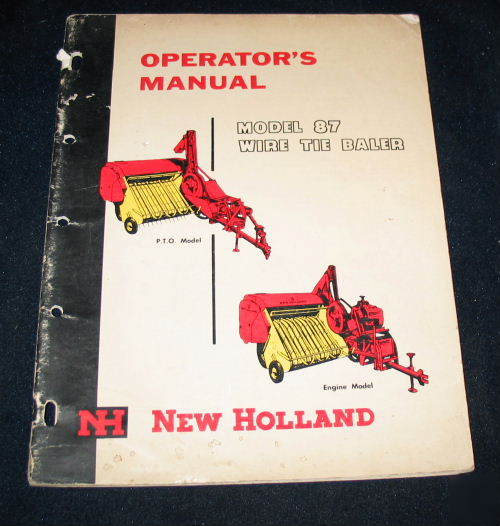 OPERATOR'S
MANUAL
MODEL 87
WIRE TIE BALER
P.T.O. Model
Engine Model
NH NEW HOLLAND